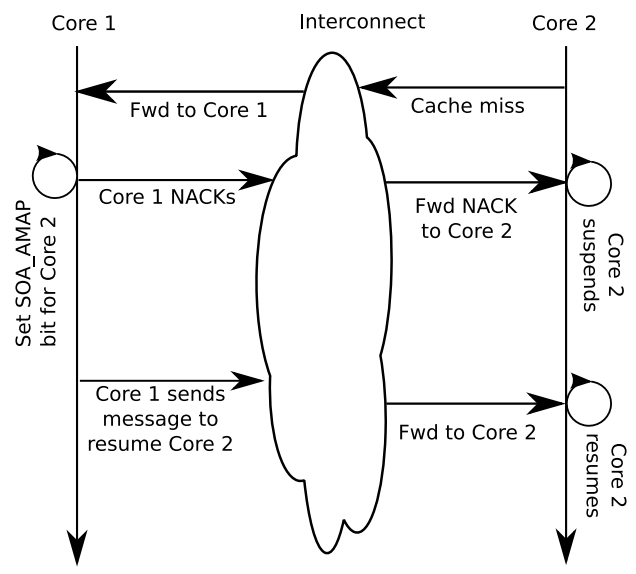 Core 1
Interconnect
Core 2
Fwd to Core 1
Cache miss
Core 1 NACKs
Fwd NACK
to Core 2
Set SOA_AMAP
bit for Core 2
Core 2
suspends
Core 1 sends
message to
resume Core 2
Fwd to Core 2
Core 2
resumes